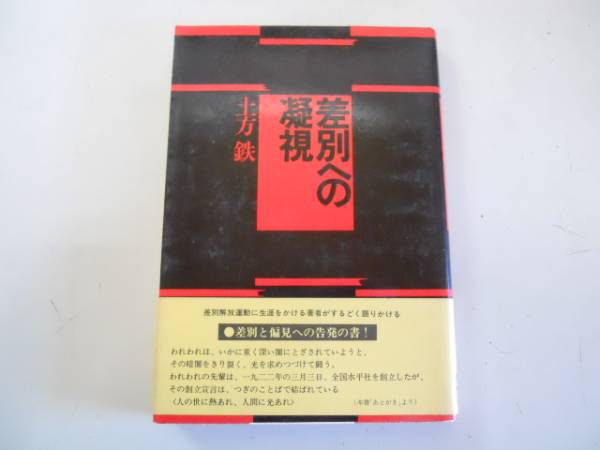 差別への
凝視
土方鉄
差別解放運動に生涯をかける著者がするどく語りかける
●差別と偏見への告発の書！
われわれは、いかに重く深い闇にとざされていようと、
その暗闇をきり裂く、光を求めつづけて闘う。
われわれの先輩は、一九二二年の三月三日、全国水平社を創立したが、
その創立宣言は、つぎのことばで結ばれている
〈人の世に熱あれ、人間に光あれ〉
（本書「あとがき」より）